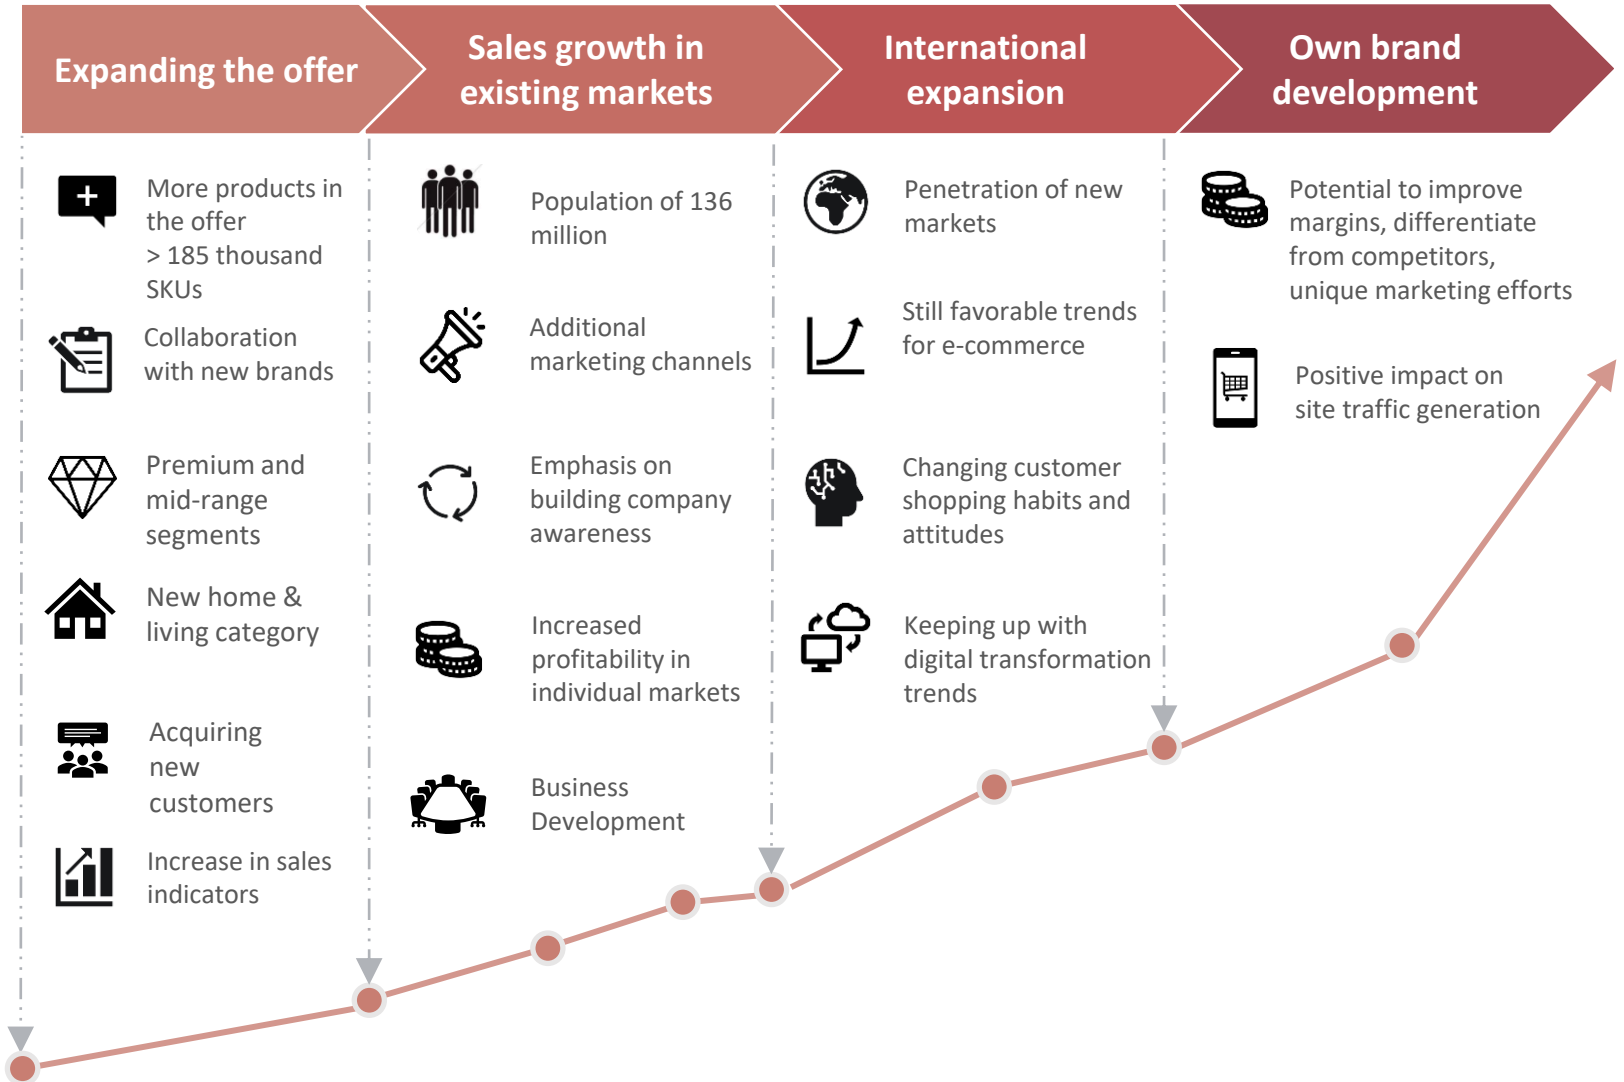 Expanding the offer
Sales growth in
existing markets
International
expansion
Own brand
development
More products in
the offer
> 185 thousand
SKUs
Collaboration
with new brands
Premium and
mid-range
segments
New home &
living category
Acquiring
new
customers
Increase in sales
indicators
Population of 136
million
Additional
marketing channels
Emphasis on
building company
awareness
Increased
profitability in
individual markets
Business
Development
Penetration of new
markets
Still favorable trends
for e-commerce
Changing customer
shopping habits and
attitudes
Keeping up with
digital transformation
trends
Potential to improve
margins, differentiate
from competitors,
unique marketing efforts
Positive impact on
site traffic generation